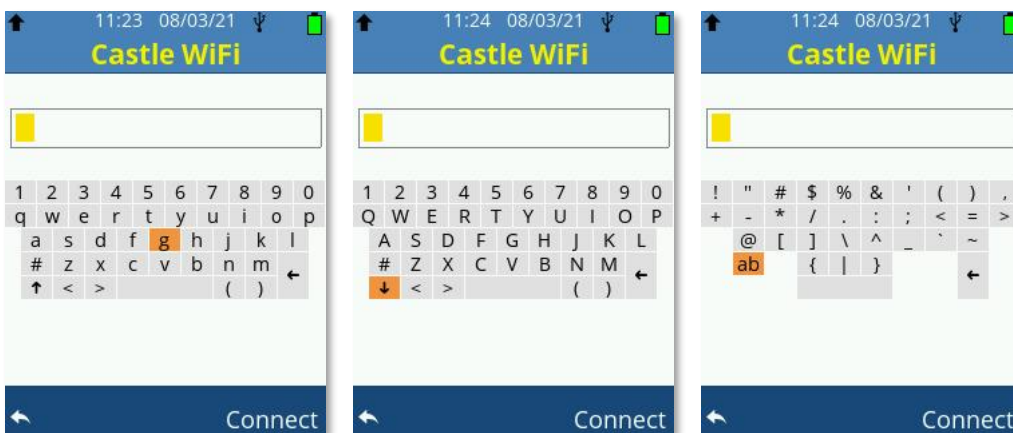 11:23 08/03/21
Castle WiFi
1 2 3 4 5 6 7 8 9 0
q w e r t y u i o p
a s d f g h j k l
# z x c v b n m ←
↑ < > ( )
Connect
11:24 08/03/21
Castle WiFi
1 2 3 4 5 6 7 8 9 0
Q W E R T Y U I O P
A S D F G H J K L
# Z X C V B N M ←
↓ < > ( )
Connect
11:24 08/03/21
Castle WiFi
! " # $ % & ' ( ) ,
+ - * / . : ; < = >
@ [ ] \ ^ _ ` ~
ab { | } ←
Connect